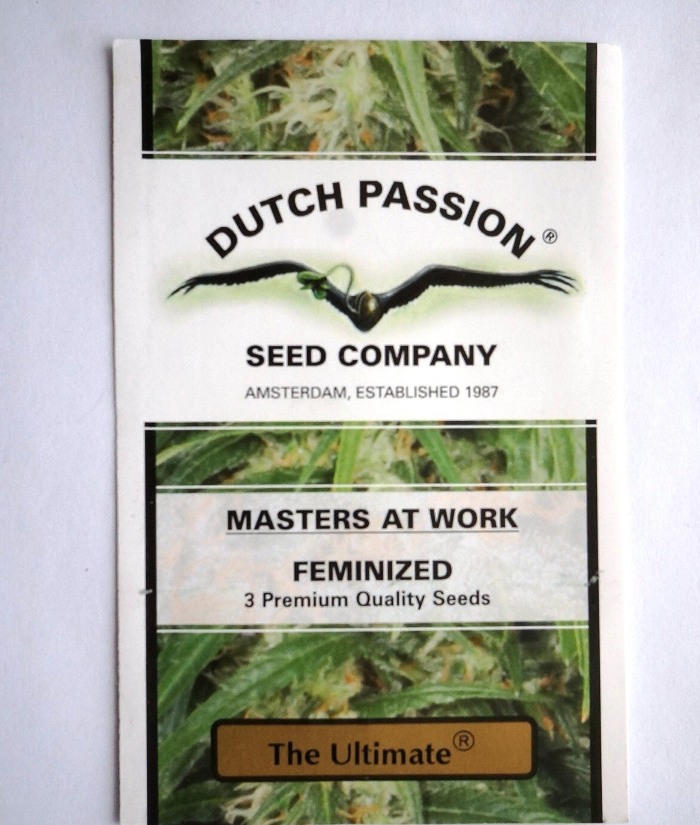 DUTCH PASSION®
SEED COMPANY
AMSTERDAM, ESTABLISHED 1987
MASTERS AT WORK
FEMINIZED
3 Premium Quality Seeds
The Ultimate®